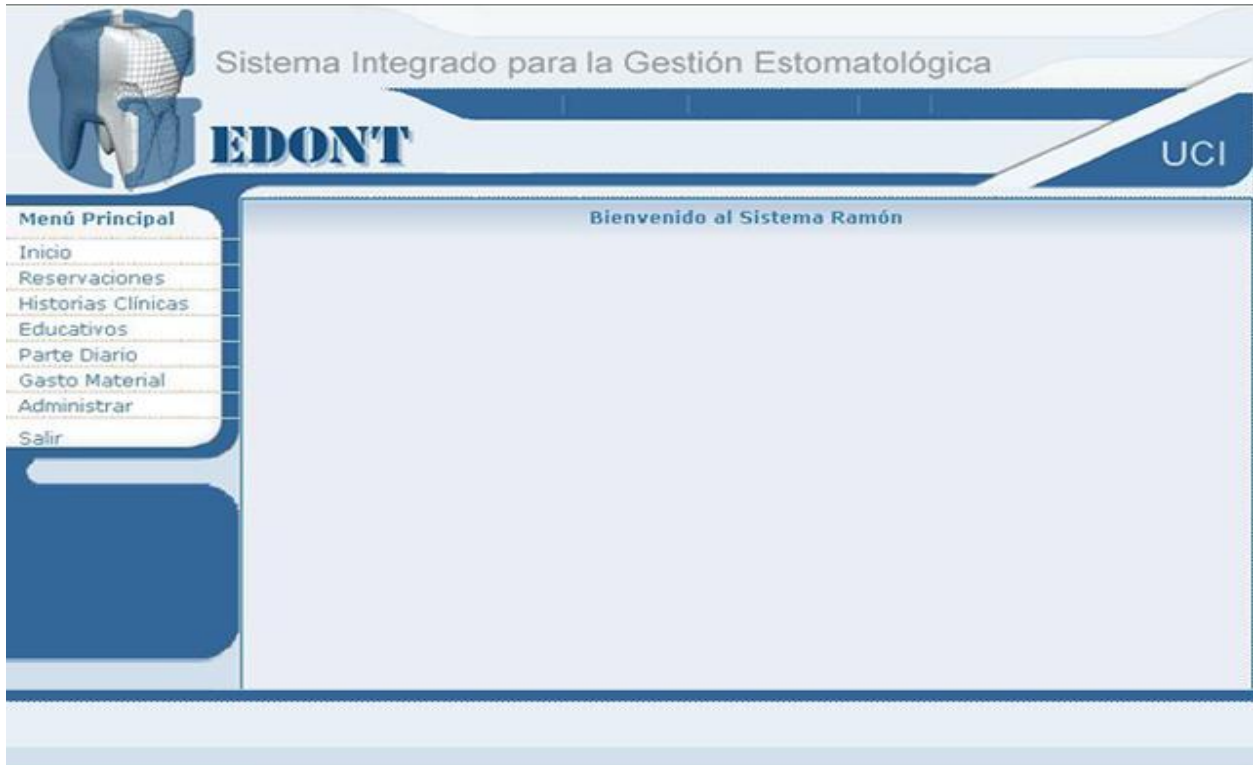 Sistema Integrado para la Gestión Estomatológica
EDONT
UCI
Menú Principal
Bienvenido al Sistema Ramón
Inicio
Reservaciones
Historias Clínicas
Educativos
Parte Diario
Gasto Material
Administrar
Salir